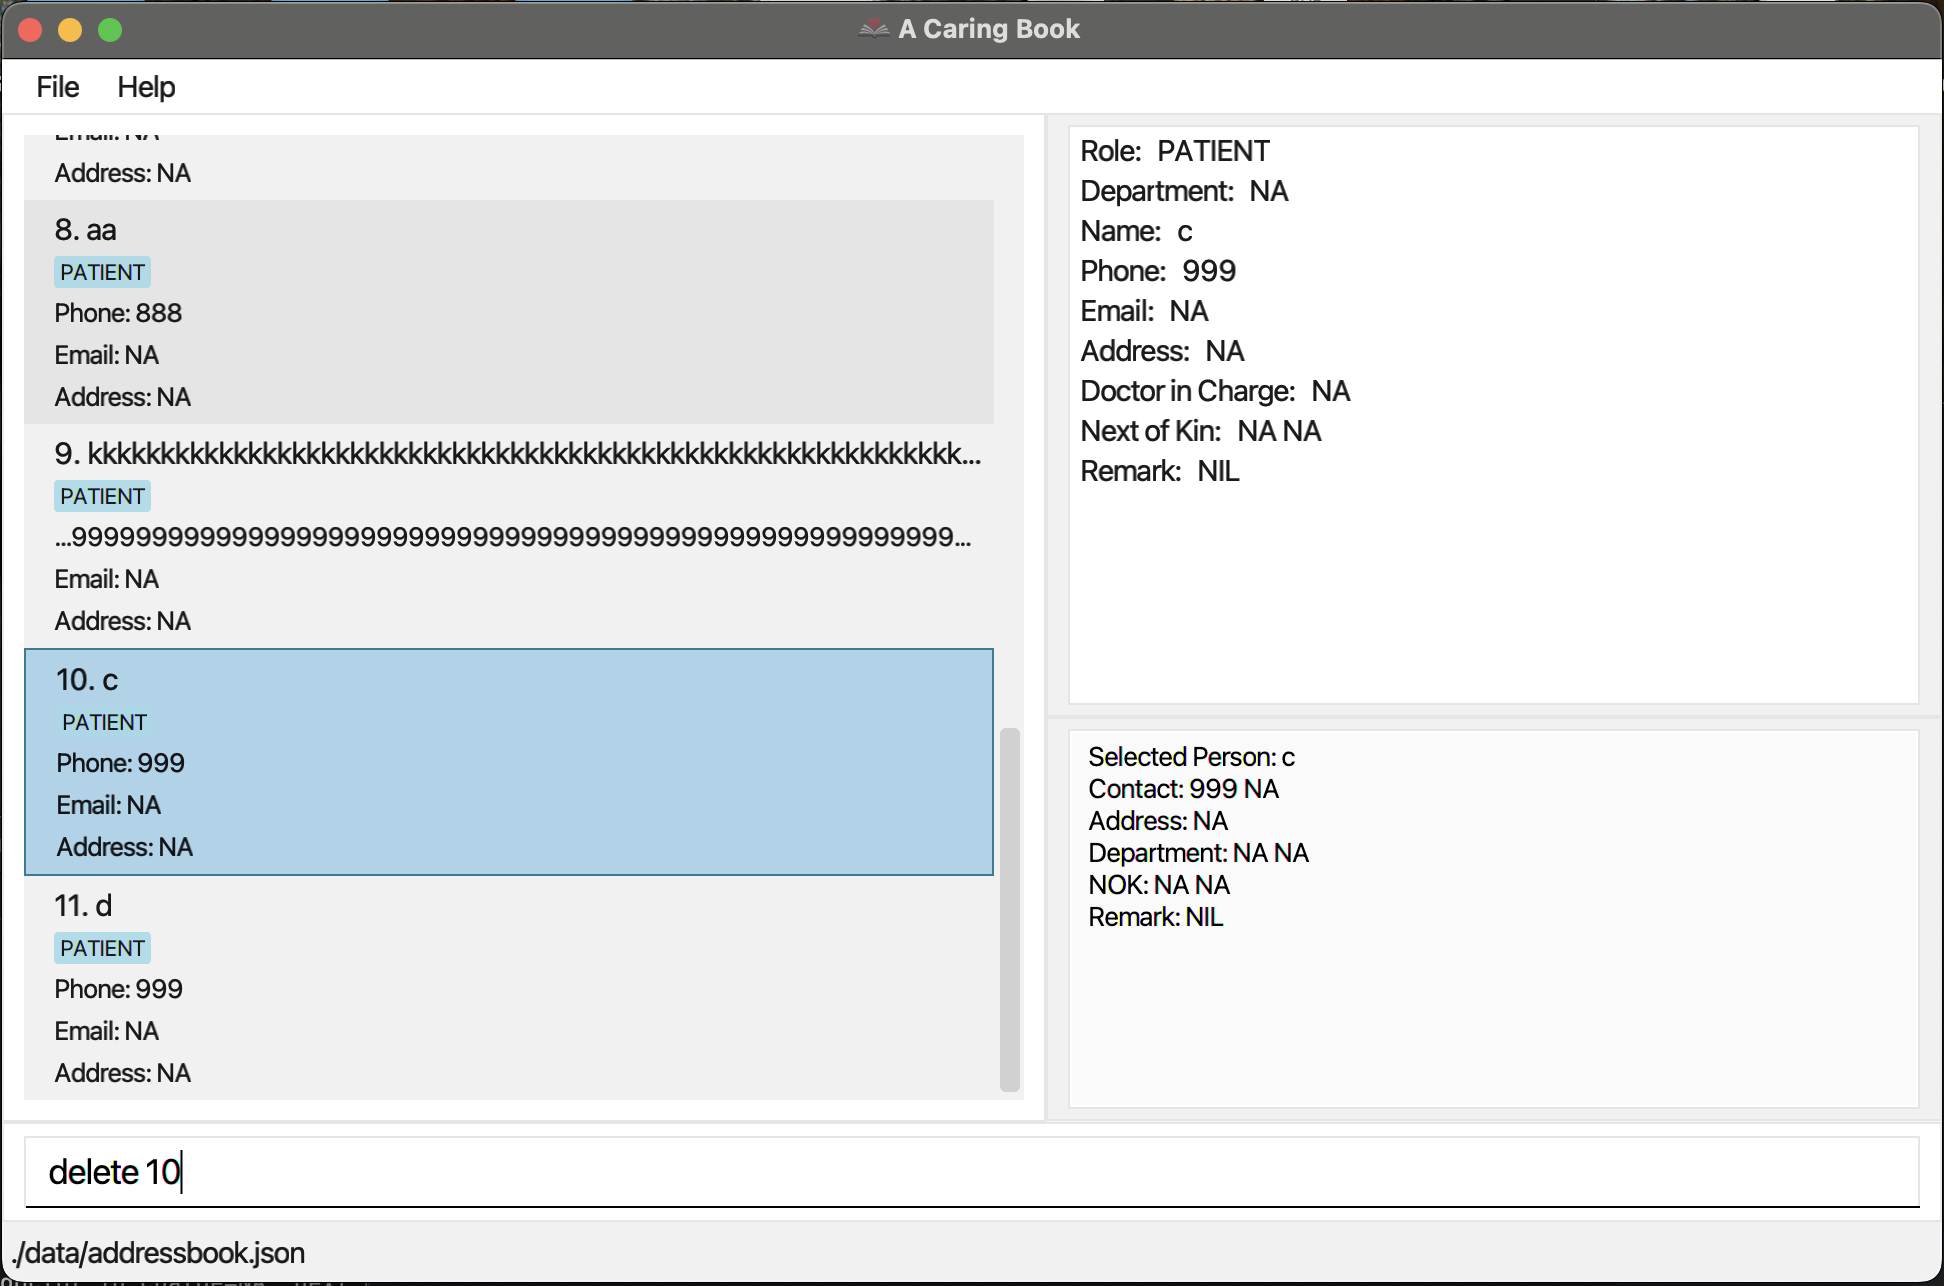 A Caring Book
File Help
Email: NA
Address: NA
8. aa
PATIENT
Phone: 888
Email: NA
Address: NA
9. kkkkkkkkkkkkkkkkkkkkkkkkkkkkkkkkkkkkkkkkkkkkkkkkkkkkkkkkkkkk...
PATIENT
...99999999999999999999999999999999999999999999999999999999...
Email: NA
Address: NA
10. c
PATIENT
Phone: 999
Email: NA
Address: NA
11. d
PATIENT
Phone: 999
Email: NA
Address: NA
Role: PATIENT
Department: NA
Name: c
Phone: 999
Email: NA
Address: NA
Doctor in Charge: NA
Next of Kin: NA NA
Remark: NIL
Selected Person: c
Contact: 999 NA
Address: NA
Department: NA NA
NOK: NA NA
Remark: NIL
delete 10
./data/addressbook.json